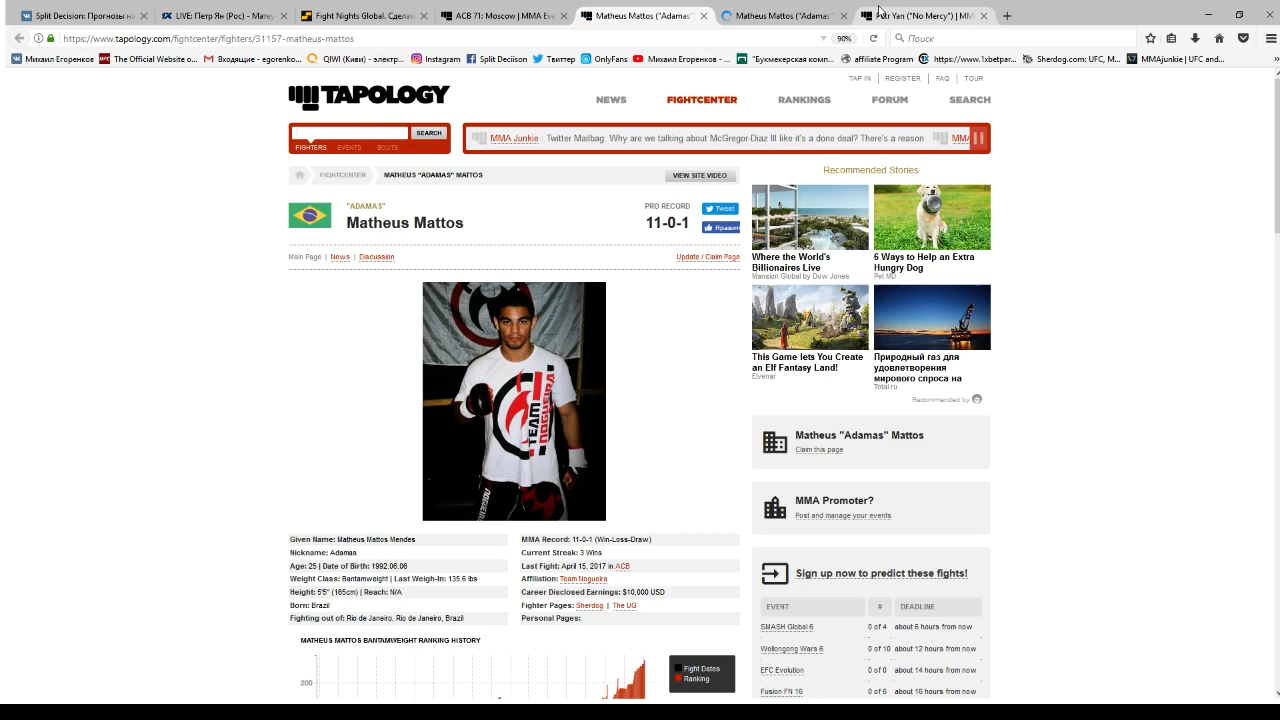 Split Decision: Прогнозы на
LIVE: Петр Ян (Рос) - Матеу
Fight Nights Global. Сделат
ACB 71: Moscow | MMA Eve
Matheus Mattos ("Adamas"
Matheus Mattos ("Adamas"
Petr Yan ("No Mercy") | MM
https://www.tapology.com/fightcenter/fighters/31157-matheus-mattos
90%
Поиск
Михаил Егоренков
The Official Website o...
Входящие - egorenko...
QIWI (Киви) - электр...
Instagram
Split Deciison
Твиттер
OnlyFans
Михаил Егоренков - ...
"Букмекерская комп...
affiliate Program
https://www.1xbetpar...
Sherdog.com: UFC, M...
MMAjunkie | UFC and...
TAP IN | REGISTER | FAQ | TOUR
TAPOLOGY
NEWS FIGHTCENTER RANKINGS FORUM SEARCH
SEARCH
FIGHTERS EVENTS BOUTS
MMA Junkie : Twitter Mailbag: Why are we talking about McGregor-Diaz III like it's a done deal? There's a reason
FIGHTCENTER MATHEUS "ADAMAS" MATTOS
VIEW SITE VIDEO
"ADAMAS"
Matheus Mattos
PRO RECORD
11-0-1
Tweet
Нравится
Main Page | News | Discussion
Update / Claim Page
TEAM
NOGUEIRA
NOGUEIRA
Given Name: Matheus Mattos Mendes
Nickname: Adamas
Age: 25 | Date of Birth: 1992.06.06
Weight Class: Bantamweight | Last Weigh-In: 135.6 lbs
Height: 5'5" (165cm) | Reach: N/A
Born: Brazil
Fighting out of: Rio de Janeiro, Rio de Janeiro, Brazil
MMA Record: 11-0-1 (Win-Loss-Draw)
Current Streak: 3 Wins
Last Fight: April 15, 2017 in ACB
Affiliation: Team Nogueira
Career Disclosed Earnings: $10,000 USD
Fighter Pages: Sherdog | The UG
Personal Pages:
MATHEUS MATTOS BANTAMWEIGHT RANKING HISTORY
200
Fight Dates
Ranking
Recommended Stories
Where the World's
Billionaires Live
Mansion Global by Dow Jones
6 Ways to Help an Extra
Hungry Dog
Pet MD
This Game lets You Create
an Elf Fantasy Land!
Elvenar
Природный газ для
удовлетворения
мирового спроса на
Total.ru
Recommended by
Matheus "Adamas" Mattos
Claim this page
MMA Promoter?
Post and manage your events
Sign up now to predict these fights!
EVENT # DEADLINE
SMASH Global 6 0 of 4 about 6 hours from now
Wollongong Wars 6 0 of 10 about 12 hours from now
EFC Evolution 0 of 0 about 14 hours from now
Fusion FN 16 0 of 6 about 16 hours from now